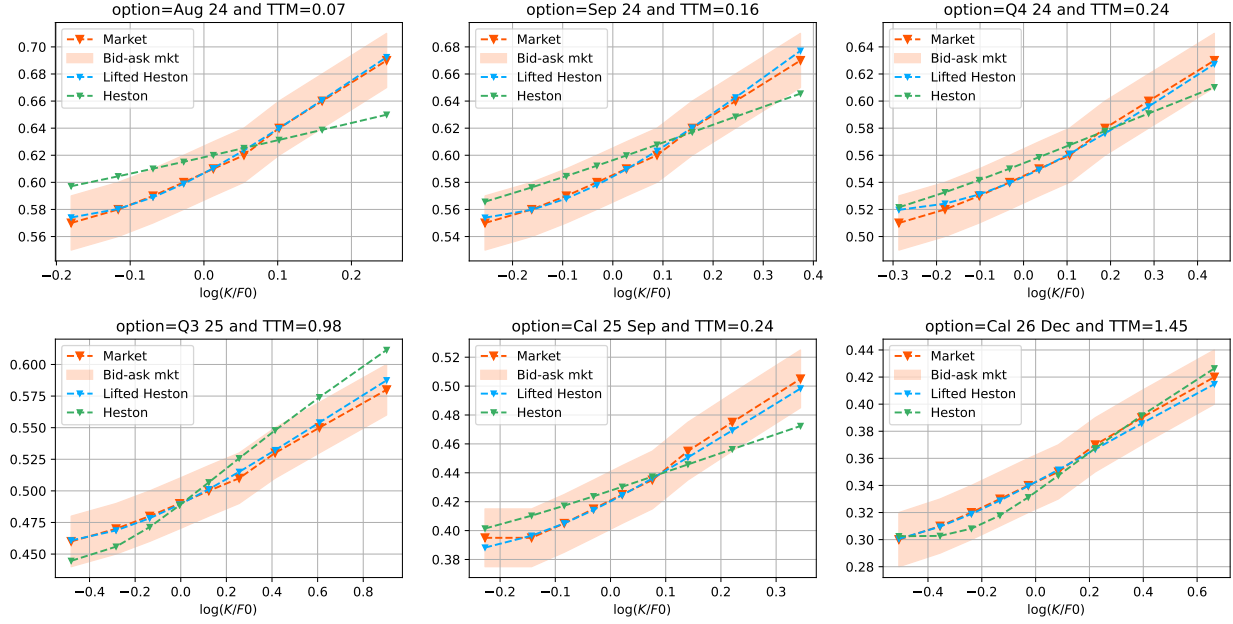 option=Aug 24 and TTM=0.07
0.70
0.68
0.66
0.64
0.62
0.60
0.58
0.56
Market
Bid-ask mkt
Lifted Heston
Heston
−0.2
−0.1
0.0
0.1
0.2
log(K/F0)
option=Sep 24 and TTM=0.16
0.68
0.66
0.64
0.62
0.60
0.58
0.56
0.54
Market
Bid-ask mkt
Lifted Heston
Heston
−0.2
−0.1
0.0
0.1
0.2
0.3
0.4
log(K/F0)
option=Q4 24 and TTM=0.24
0.64
0.62
0.60
0.58
0.56
0.54
0.52
0.50
Market
Bid-ask mkt
Lifted Heston
Heston
−0.3
−0.2
−0.1
0.0
0.1
0.2
0.3
0.4
log(K/F0)
option=Q3 25 and TTM=0.98
0.600
0.575
0.550
0.525
0.500
0.475
0.450
Market
Bid-ask mkt
Lifted Heston
Heston
−0.4
−0.2
0.0
0.2
0.4
0.6
0.8
log(K/F0)
option=Cal 25 Sep and TTM=0.24
0.52
0.50
0.48
0.46
0.44
0.42
0.40
0.38
Market
Bid-ask mkt
Lifted Heston
Heston
−0.2
−0.1
0.0
0.1
0.2
0.3
log(K/F0)
option=Cal 26 Dec and TTM=1.45
0.44
0.42
0.40
0.38
0.36
0.34
0.32
0.30
0.28
Market
Bid-ask mkt
Lifted Heston
Heston
−0.4
−0.2
0.0
0.2
0.4
0.6
log(K/F0)